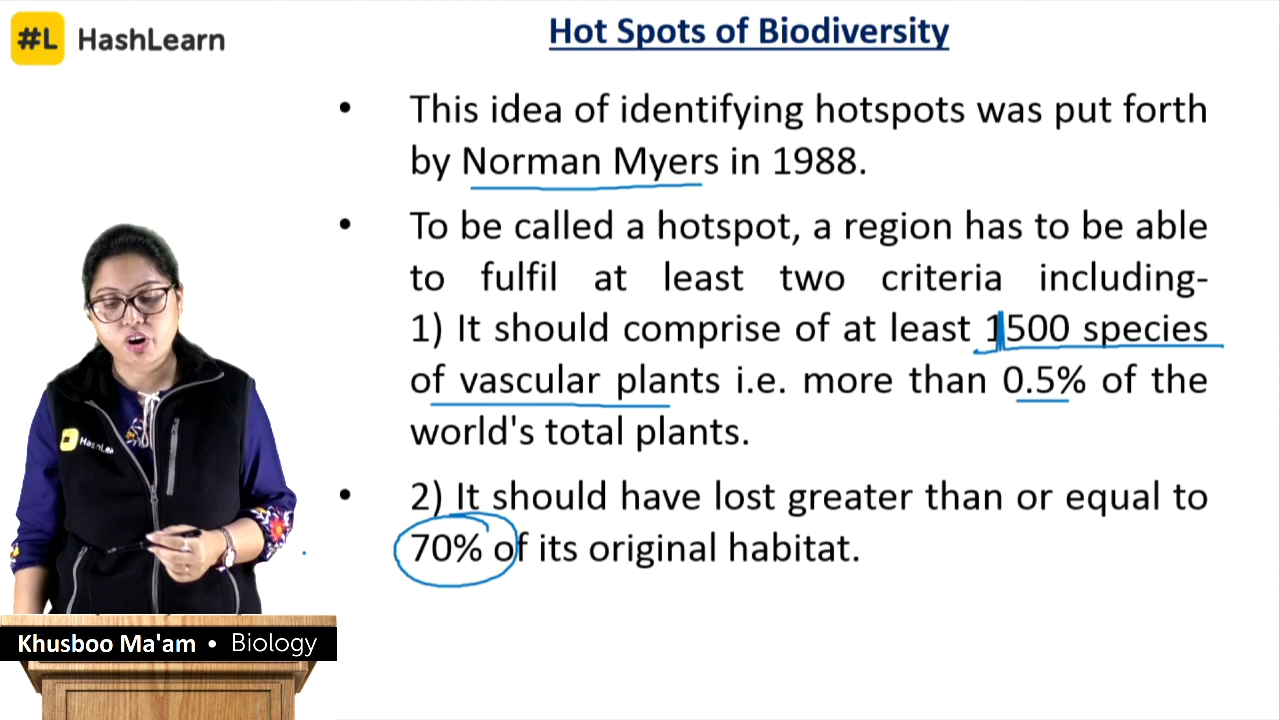 #L HashLearn
Hot Spots of Biodiversity
• This idea of identifying hotspots was put forth
by Norman Myers in 1988.
• To be called a hotspot, a region has to be able
to fulfil at least two criteria including-
1) It should comprise of at least 1500 species
of vascular plants i.e. more than 0.5% of the
world's total plants.
• 2) It should have lost greater than or equal to
70% of its original habitat.
# HashLea
Khusboo Ma'am • Biology